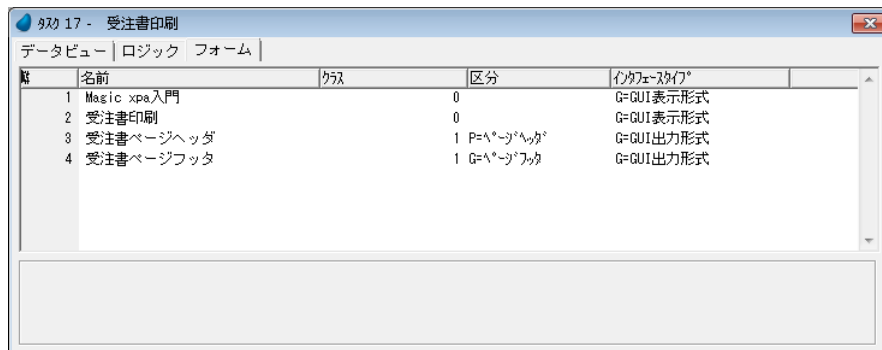 ﾀｽｸ 17 - 受注書印刷
データビュー ロジック フォーム
名前 ｸﾗｽ 区分 ｲﾝﾀﾌｪｰｽﾀｲﾌﾟ
1 Magic xpa入門 0 G=GUI表示形式
2 受注書印刷 0 G=GUI表示形式
3 受注書ページヘッダ 1 P=ﾍﾟｰｼﾞﾍｯﾀﾞ G=GUI出力形式
4 受注書ページフッタ 1 G=ﾍﾟｰｼﾞﾌｯﾀ G=GUI出力形式